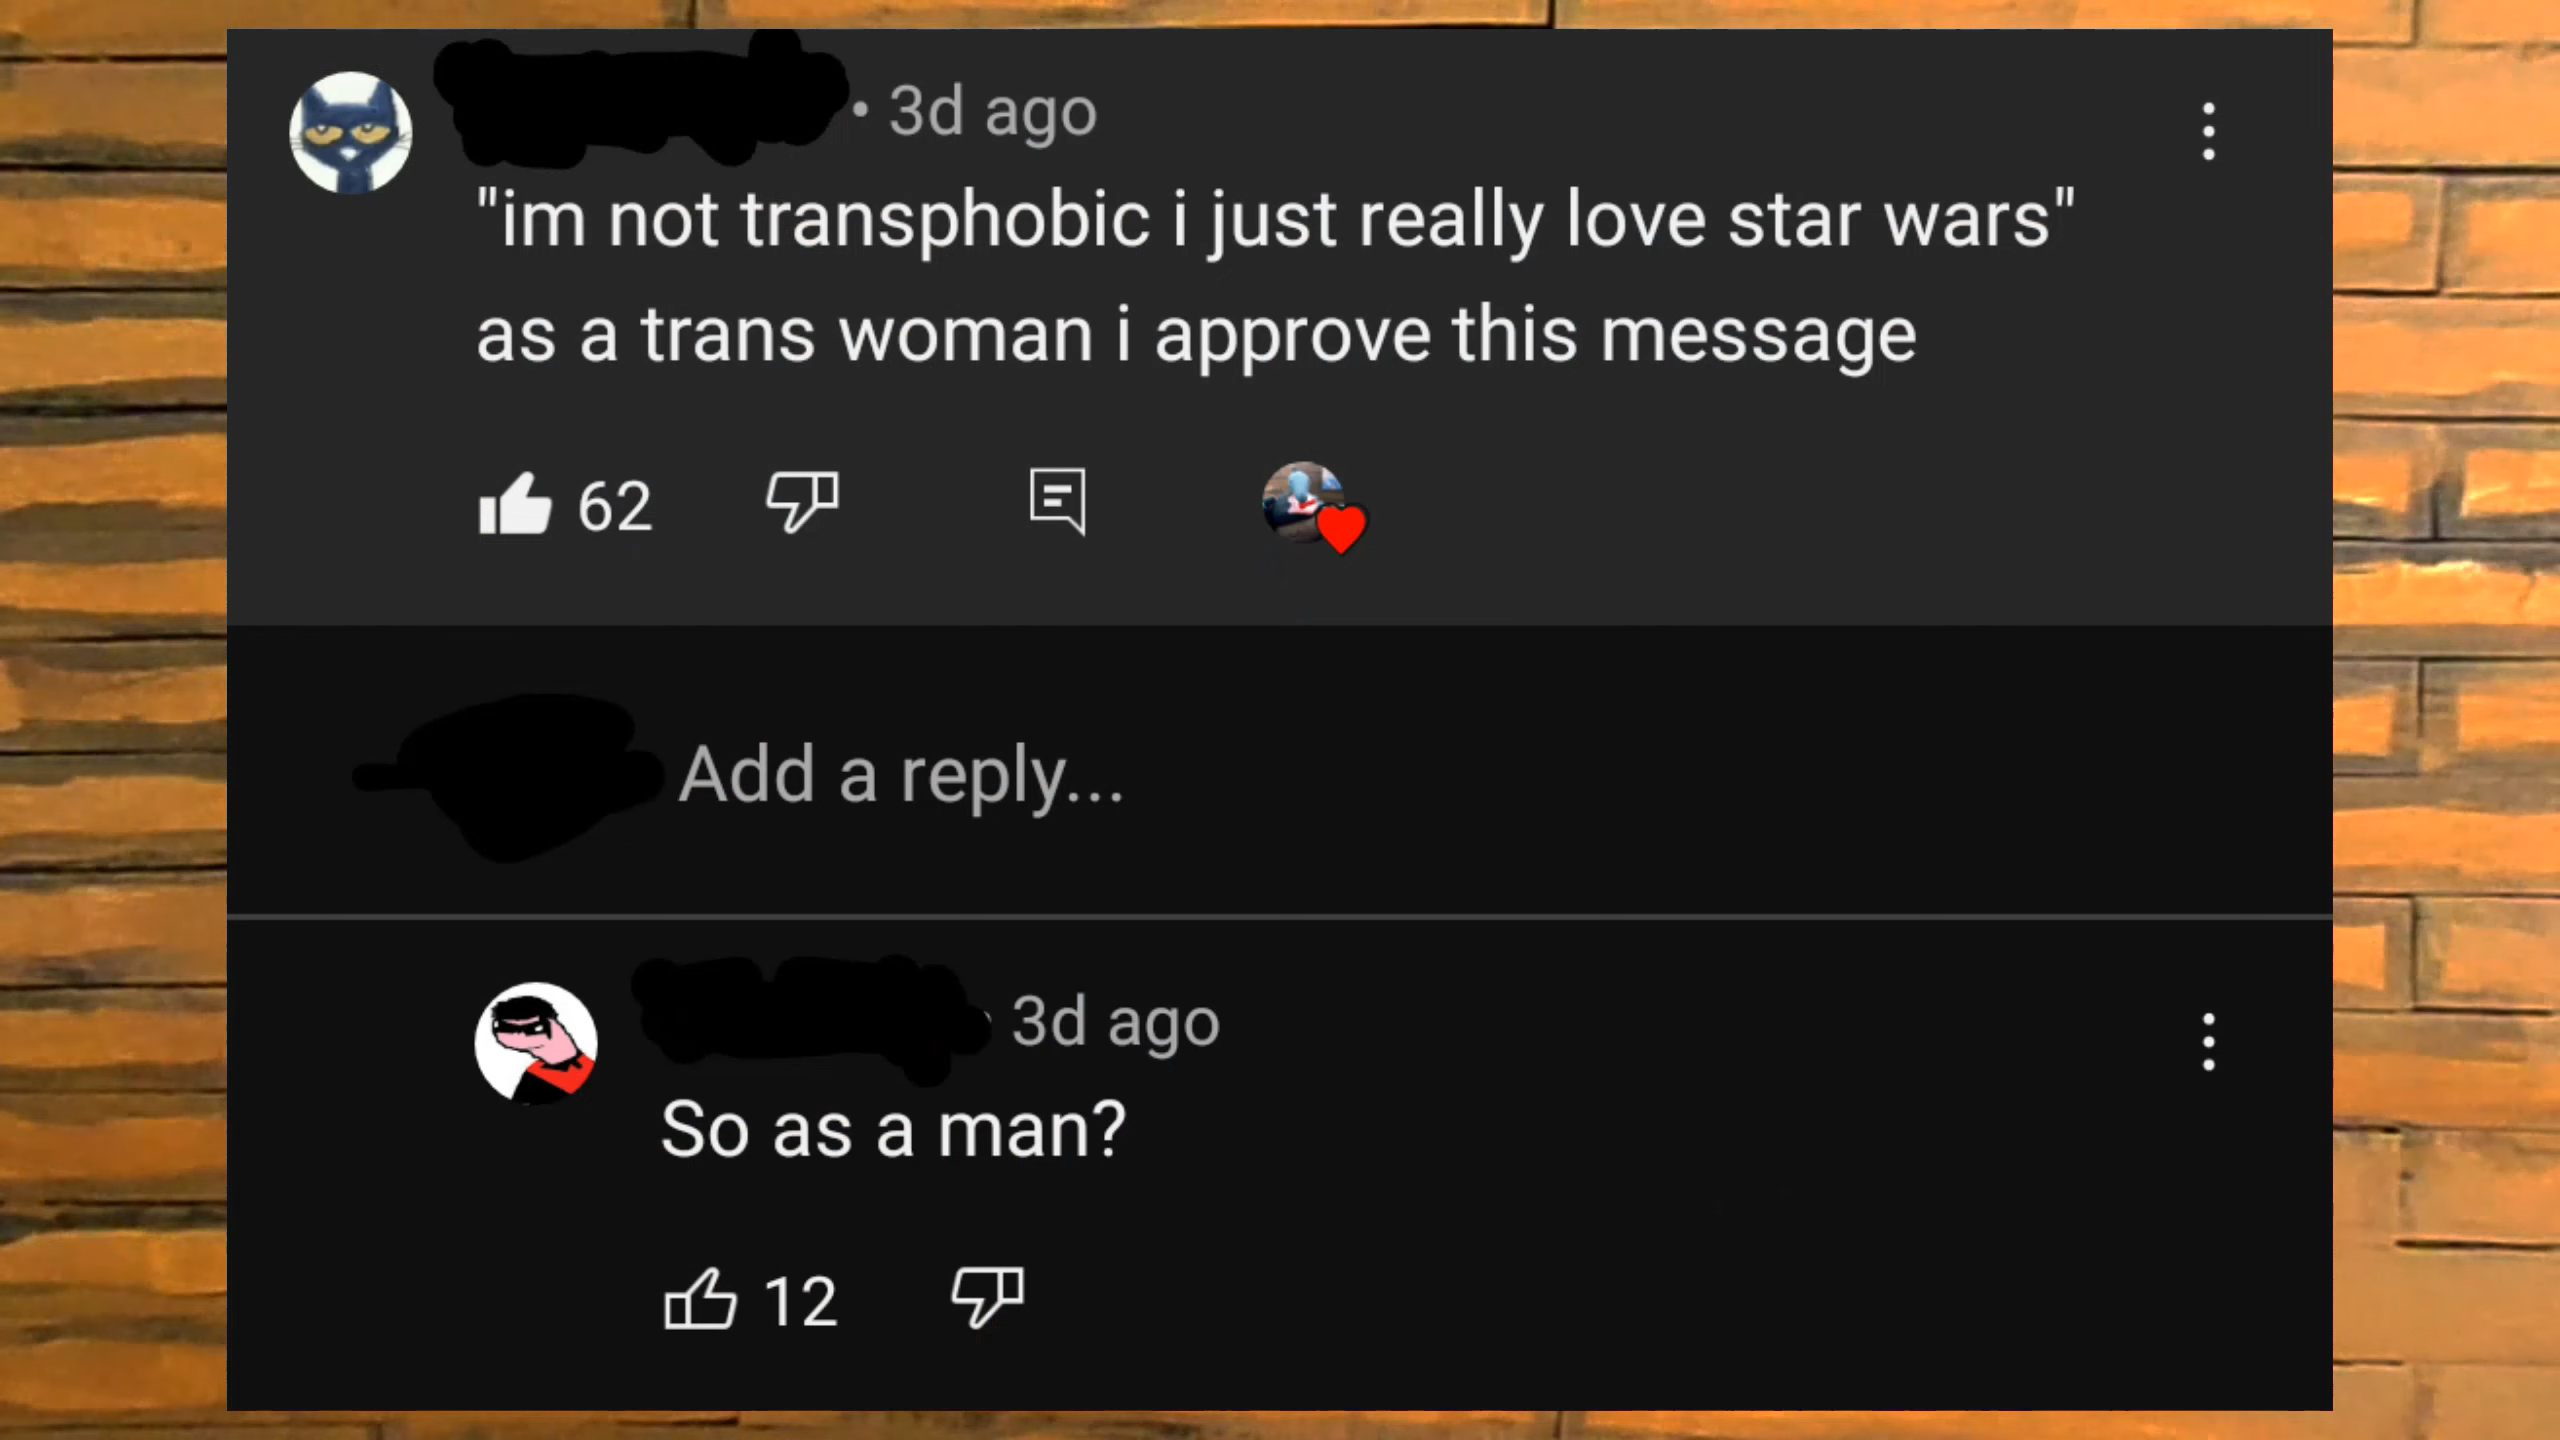 • 3d ago
"im not transphobic i just really love star wars"
as a trans woman i approve this message
62
Add a reply...
3d ago
So as a man?
12